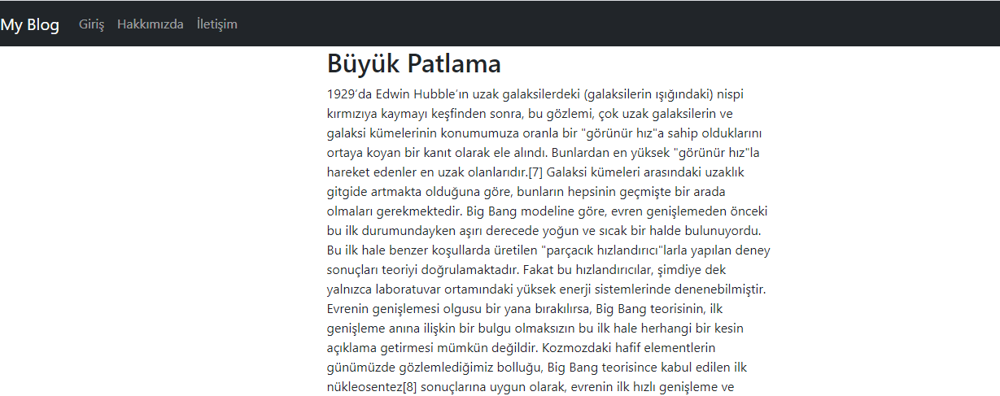 My Blog Giriş Hakkımızda İletişim
Büyük Patlama
1929’da Edwin Hubble’ın uzak galaksilerdeki (galaksilerin ışığındaki) nispi
kırmızıya kaymayı keşfinden sonra, bu gözlemi, çok uzak galaksilerin ve
galaksi kümelerinin konumumuza oranla bir "görünür hız"a sahip olduklarını
ortaya koyan bir kanıt olarak ele alındı. Bunlardan en yüksek "görünür hız"la
hareket edenler en uzak olanlarıdır.[7] Galaksi kümeleri arasındaki uzaklık
gitgide artmakta olduğuna göre, bunların hepsinin geçmişte bir arada
olmaları gerekmektedir. Big Bang modeline göre, evren genişlemeden önceki
bu ilk durumundayken aşırı derecede yoğun ve sıcak bir halde bulunuyordu.
Bu ilk hale benzer koşullarda üretilen "parçacık hızlandırıcı"larla yapılan deney
sonuçları teoriyi doğrulamaktadır. Fakat bu hızlandırıcılar, şimdiye dek
yalnızca laboratuvar ortamındaki yüksek enerji sistemlerinde denenebilmiştir.
Evrenin genişlemesi olgusu bir yana bırakılırsa, Big Bang teorisinin, ilk
genişleme anına ilişkin bir bulgu olmaksızın bu ilk hale herhangi bir kesin
açıklama getirmesi mümkün değildir. Kozmozdaki hafif elementlerin
günümüzde gözlemlediğimiz bolluğu, Big Bang teorisince kabul edilen ilk
nükleosentez[8] sonuçlarına uygun olarak, evrenin ilk hızlı genişleme ve